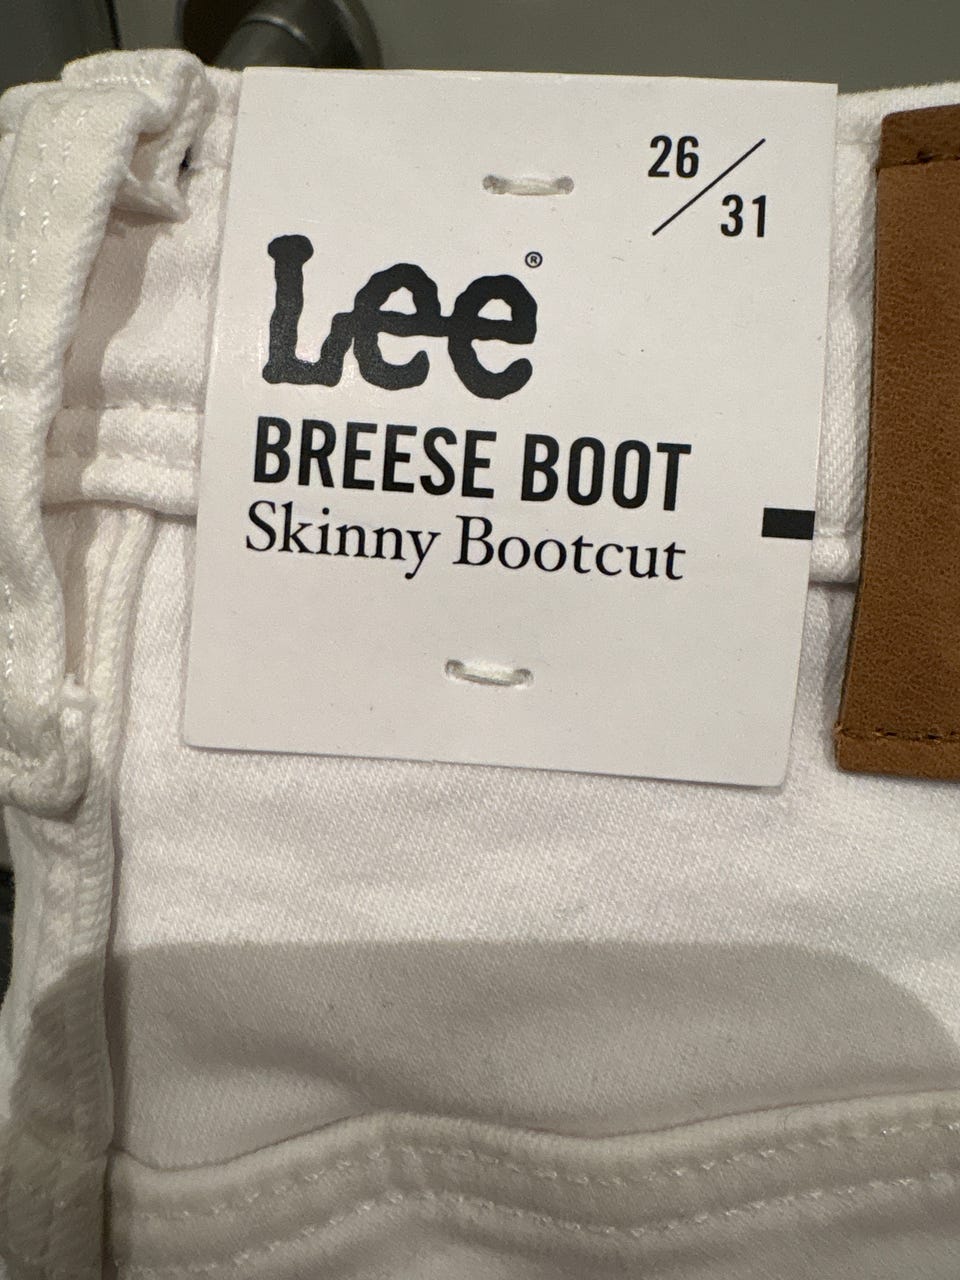 26/31
Lee®
BREESE BOOT
Skinny Bootcut